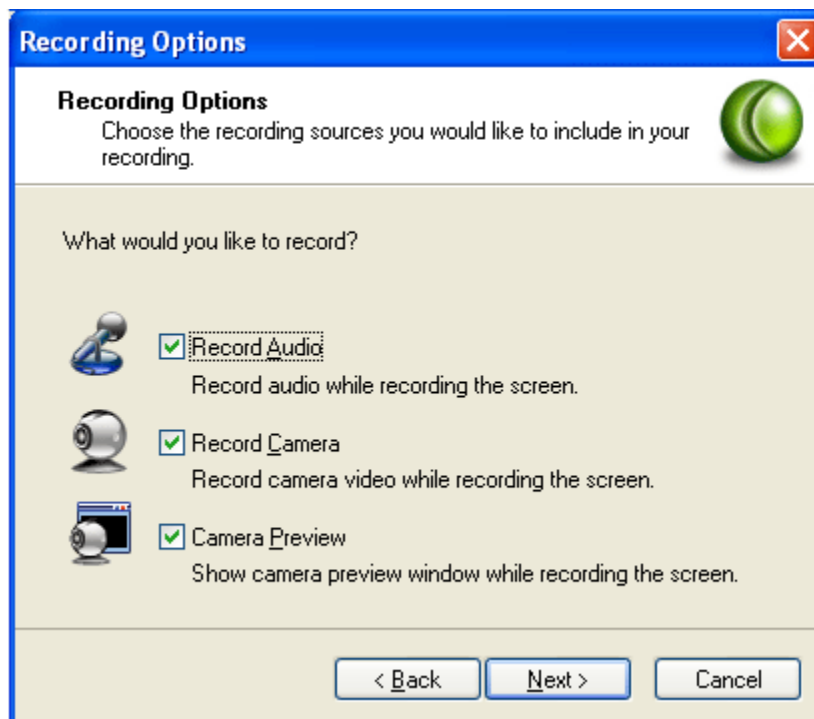 Recording Options
Recording Options
Choose the recording sources you would like to include in your
recording.
What would you like to record?
Record Audio
Record audio while recording the screen.
Record Camera
Record camera video while recording the screen.
Camera Preview
Show camera preview window while recording the screen.
< Back Next > Cancel